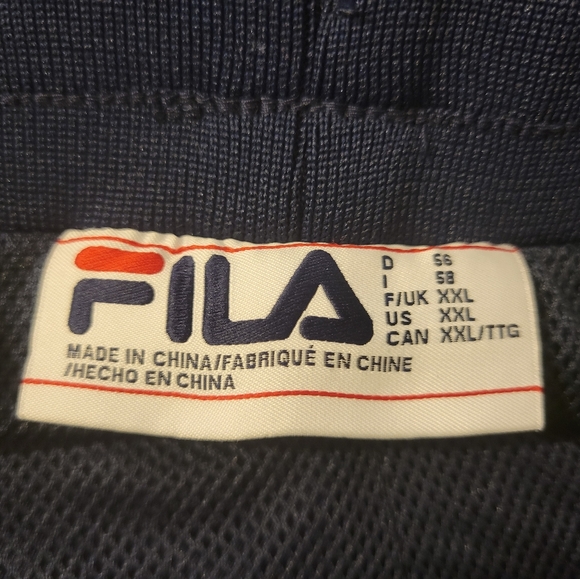 FILA
D 56
I 58
F/UK XXL
US XXL
CAN XXL/TTG
MADE IN CHINA/FABRIQUÉ EN CHINE
/HECHO EN CHINA